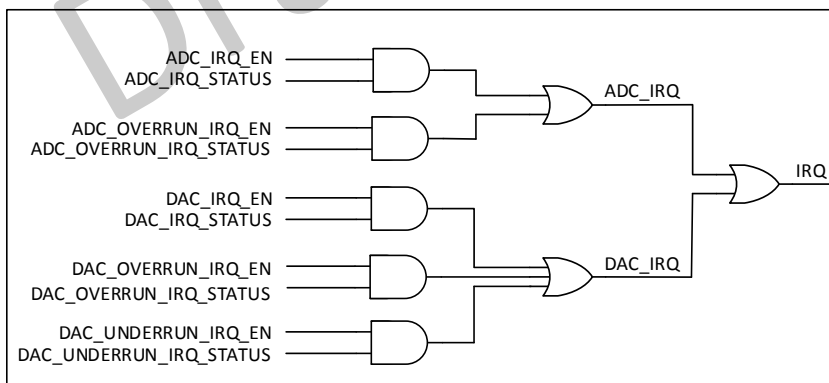 ADC_IRQ_EN
ADC_IRQ_STATUS
ADC_IRQ
ADC_OVERRUN_IRQ_EN
ADC_OVERRUN_IRQ_STATUS
IRQ
DAC_IRQ_EN
DAC_IRQ_STATUS
DAC_OVERRUN_IRQ_EN
DAC_IRQ
DAC_OVERRUN_IRQ_STATUS
DAC_UNDERRUN_IRQ_EN
DAC_UNDERRUN_IRQ_STATUS